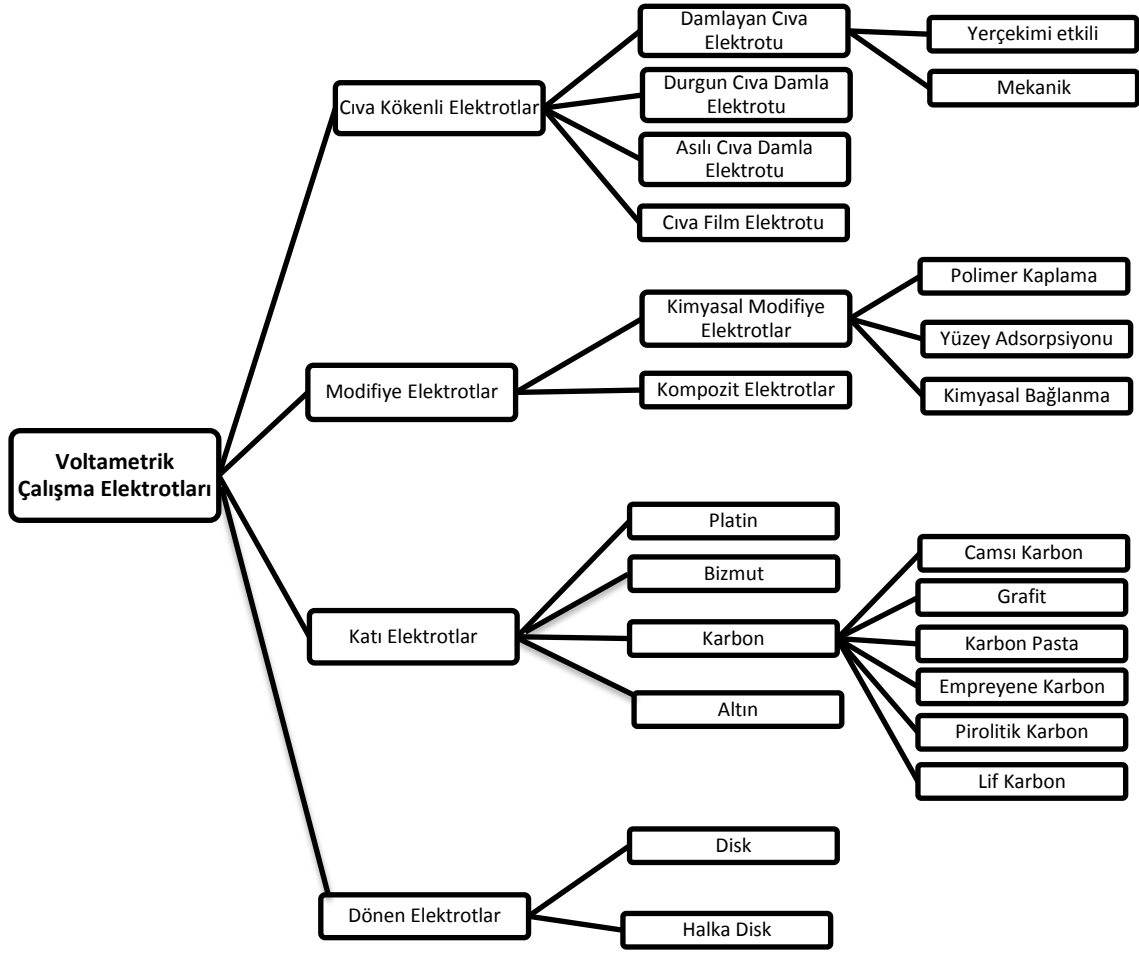 Voltametrik
Çalışma Elektrotları
Cıva Kökenli Elektrotlar
Damlayan Cıva
Elektrotu
Yerçekimi etkili
Mekanik
Durgun Cıva Damla
Elektrotu
Asılı Cıva Damla
Elektrotu
Cıva Film Elektrotu
Modifiye Elektrotlar
Kimyasal Modifiye
Elektrotlar
Polimer Kaplama
Yüzey Adsorpsiyonu
Kimyasal Bağlanma
Kompozit Elektrotlar
Katı Elektrotlar
Platin
Bizmut
Karbon
Camsı Karbon
Grafit
Karbon Pasta
Empreyene Karbon
Pirolitik Karbon
Lif Karbon
Altın
Dönen Elektrotlar
Disk
Halka Disk